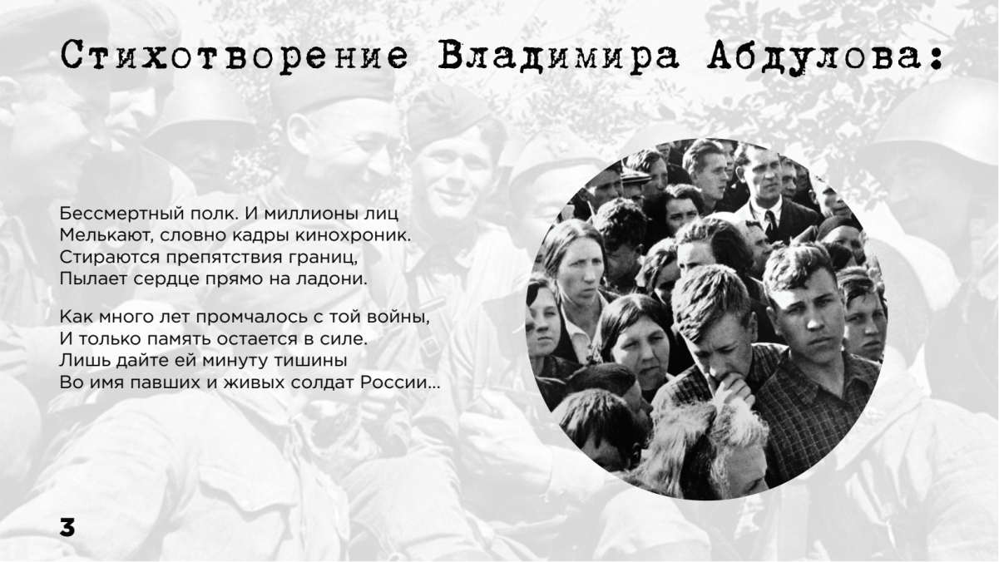 Стихотворение Владимира Абдулова:
Бессмертный полк. И миллионы лиц
Мелькают, словно кадры кинохроник.
Стираются препятствия границ,
Пылает сердце прямо на ладони.
Как много лет промчалось с той войны,
И только память остается в силе.
Лишь дайте ей минуту тишины
Во имя павших и живых солдат России...
3